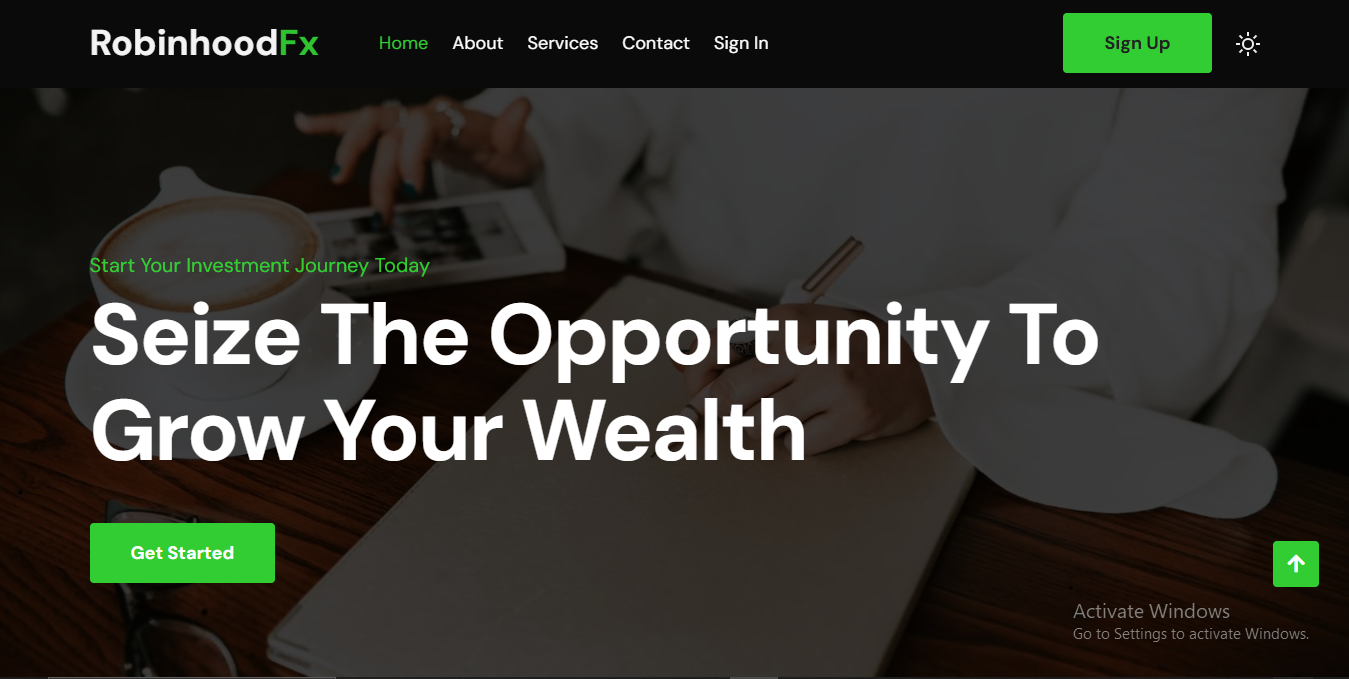 RobinhoodFx
Home About Services Contact Sign In
Sign Up
Start Your Investment Journey Today
Seize The Opportunity To
Grow Your Wealth
Get Started
Activate Windows
Go to Settings to activate Windows.